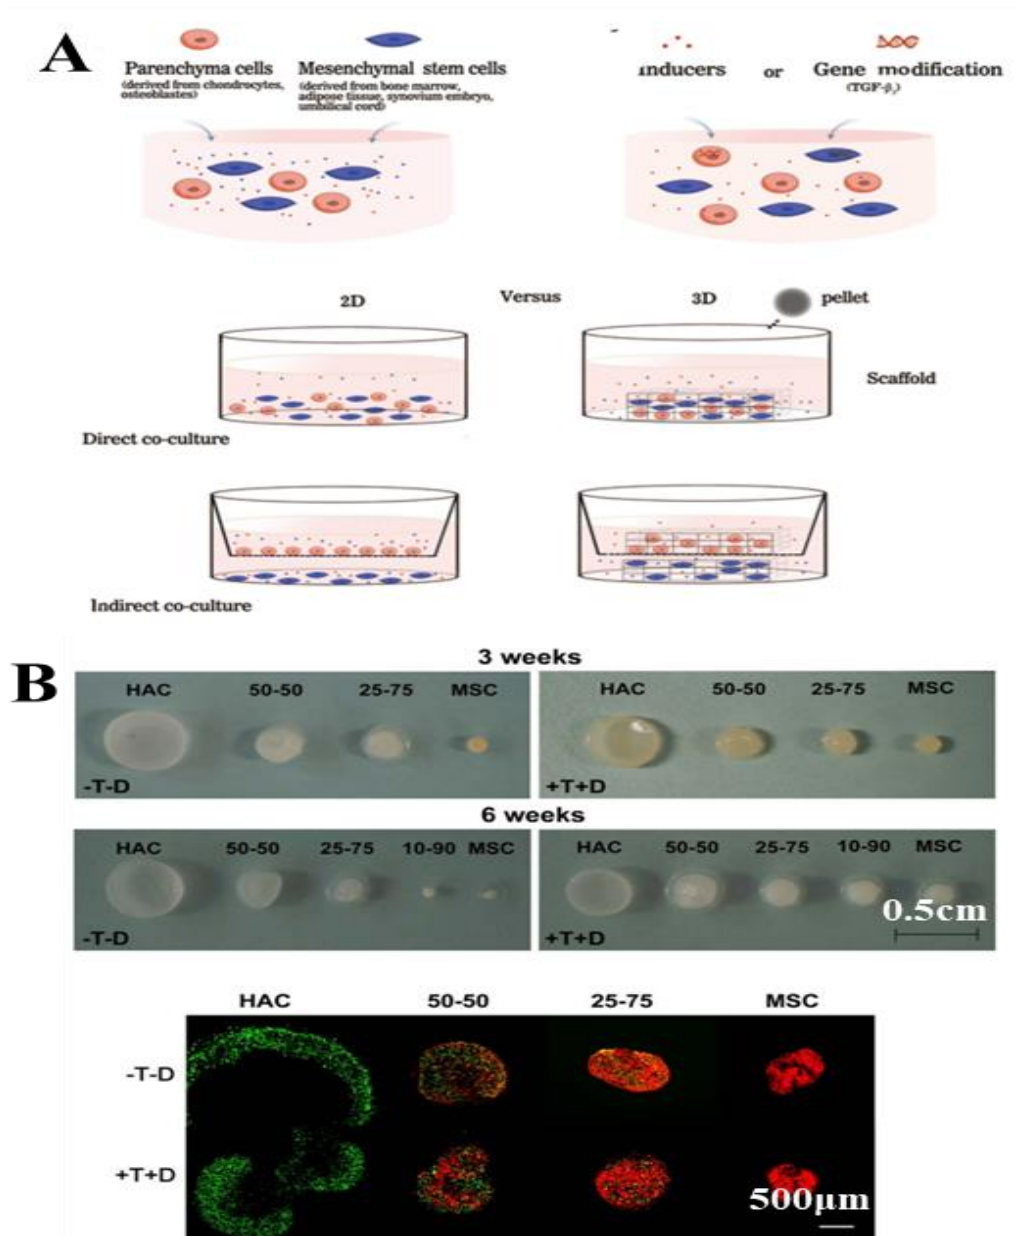 A
Parenchyma cells
(derived from chondrocytes,
osteoblastes)
Mesenchymal stem cells
(derived from bone marrow,
adipose tissue, synovium embryo,
umbilical cord)
inducers or Gene modification
(TGF-β₃)
2D Versus 3D pellet
Scaffold
Direct co-culture
Indirect co-culture
B
3 weeks
HAC 50-50 25-75 MSC
-T-D
HAC 50-50 25-75 MSC
+T+D
6 weeks
HAC 50-50 25-75 10-90 MSC
-T-D
HAC 50-50 25-75 10-90 MSC
0.5cm
+T+D
HAC 50-50 25-75 MSC
-T-D
+T+D
500μm